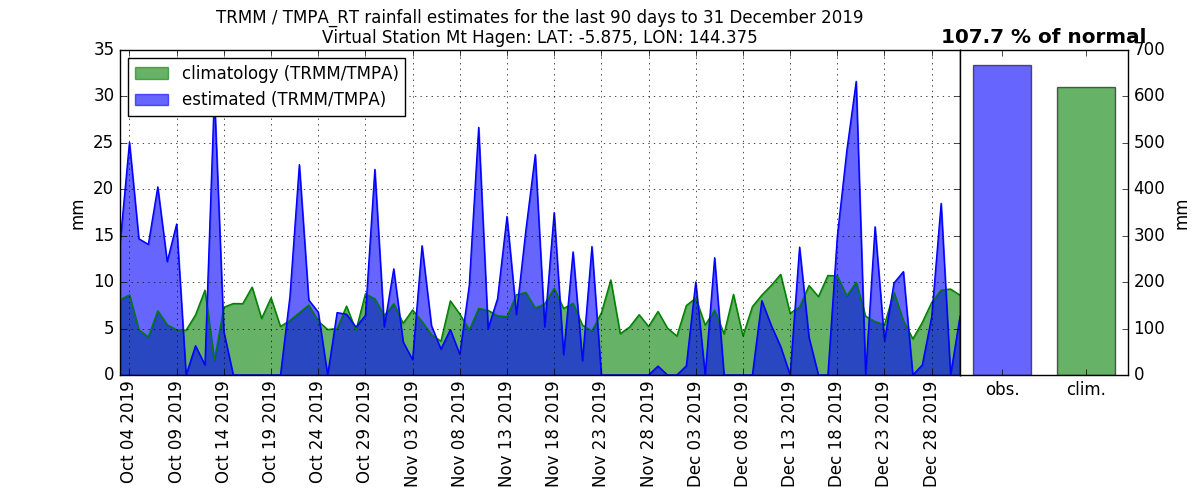 TRMM / TMPA_RT rainfall estimates for the last 90 days to 31 December 2019
Virtual Station Mt Hagen: LAT: -5.875, LON: 144.375
107.7 % of normal
climatology (TRMM/TMPA)
estimated (TRMM/TMPA)
35
30
25
20
15
10
5
0
mm
700
600
500
400
300
200
100
0
mm
obs.
clim.
Oct 04 2019
Oct 09 2019
Oct 14 2019
Oct 19 2019
Oct 24 2019
Oct 29 2019
Nov 03 2019
Nov 08 2019
Nov 13 2019
Nov 18 2019
Nov 23 2019
Nov 28 2019
Dec 03 2019
Dec 08 2019
Dec 13 2019
Dec 18 2019
Dec 23 2019
Dec 28 2019